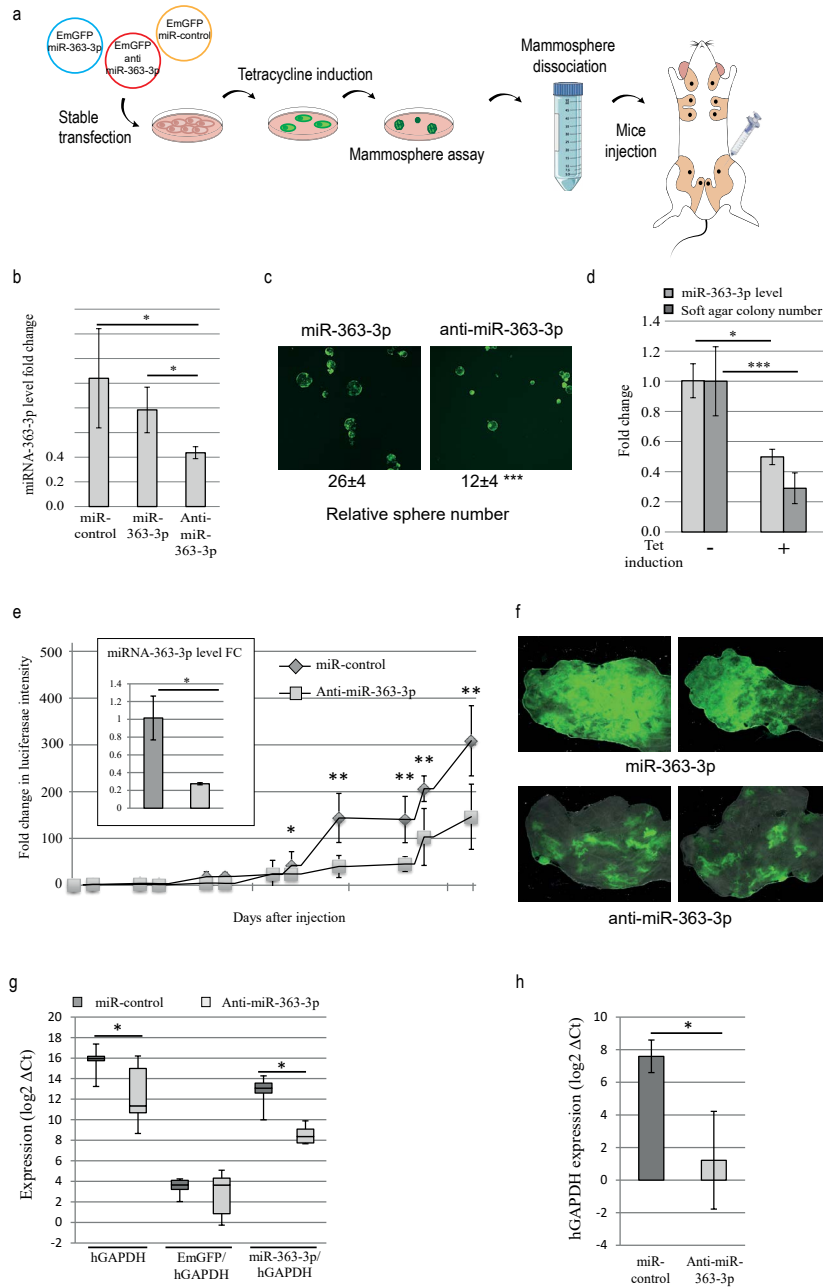 a
EmGFP
miR-363-3p
EmGFP
anti
miR-363-3p
EmGFP
miR-control
Stable
transfection
Tetracycline induction
Mammosphere assay
Mammosphere
dissociation
Mice
injection
b
miRNA-363-3p level fold change
*
*
0.4
0.0
miR-
control
miR-
363-3p
Anti-
miR-
363-3p
c
miR-363-3p
anti-miR-363-3p
26±4
12±4 ***
Relative sphere number
d
miR-363-3p level
Soft agar colony number
Fold change
1.4
1.2
1.0
0.8
0.6
0.4
0.2
0.0
*
***
Tet
induction
-
+
e
Fold change in luciferasae intensity
500
400
300
200
100
0
miRNA-363-3p level FC
*
1.4
1.2
1
0.8
0.6
0.4
0.2
0
miR-control
Anti-miR-363-3p
*
**
**
**
**
Days after injection
f
miR-363-3p
anti-miR-363-3p
g
miR-control
Anti-miR-363-3p
Expression (log2 ΔCt)
20
18
16
14
12
10
8
6
4
2
0
-2
*
*
hGAPDH
EmGFP/
hGAPDH
miR-363-3p/
hGAPDH
h
hGAPDH expression (log2 ΔCt)
10
8
6
4
2
0
-2
-4
*
miR-
control
Anti-miR-
363-3p